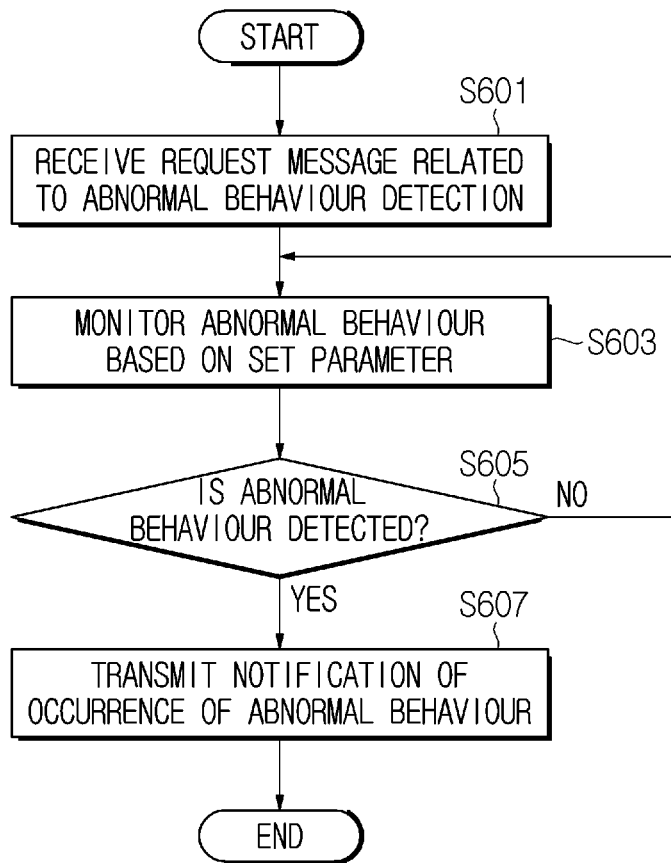 START
S601
RECEIVE REQUEST MESSAGE RELATED
TO ABNORMAL BEHAVIOUR DETECTION
MONITOR ABNORMAL BEHAVIOUR
BASED ON SET PARAMETER
S603
S605
IS ABNORMAL
BEHAVIOUR DETECTED?
NO
YES
S607
TRANSMIT NOTIFICATION OF
OCCURRENCE OF ABNORMAL BEHAVIOUR
END